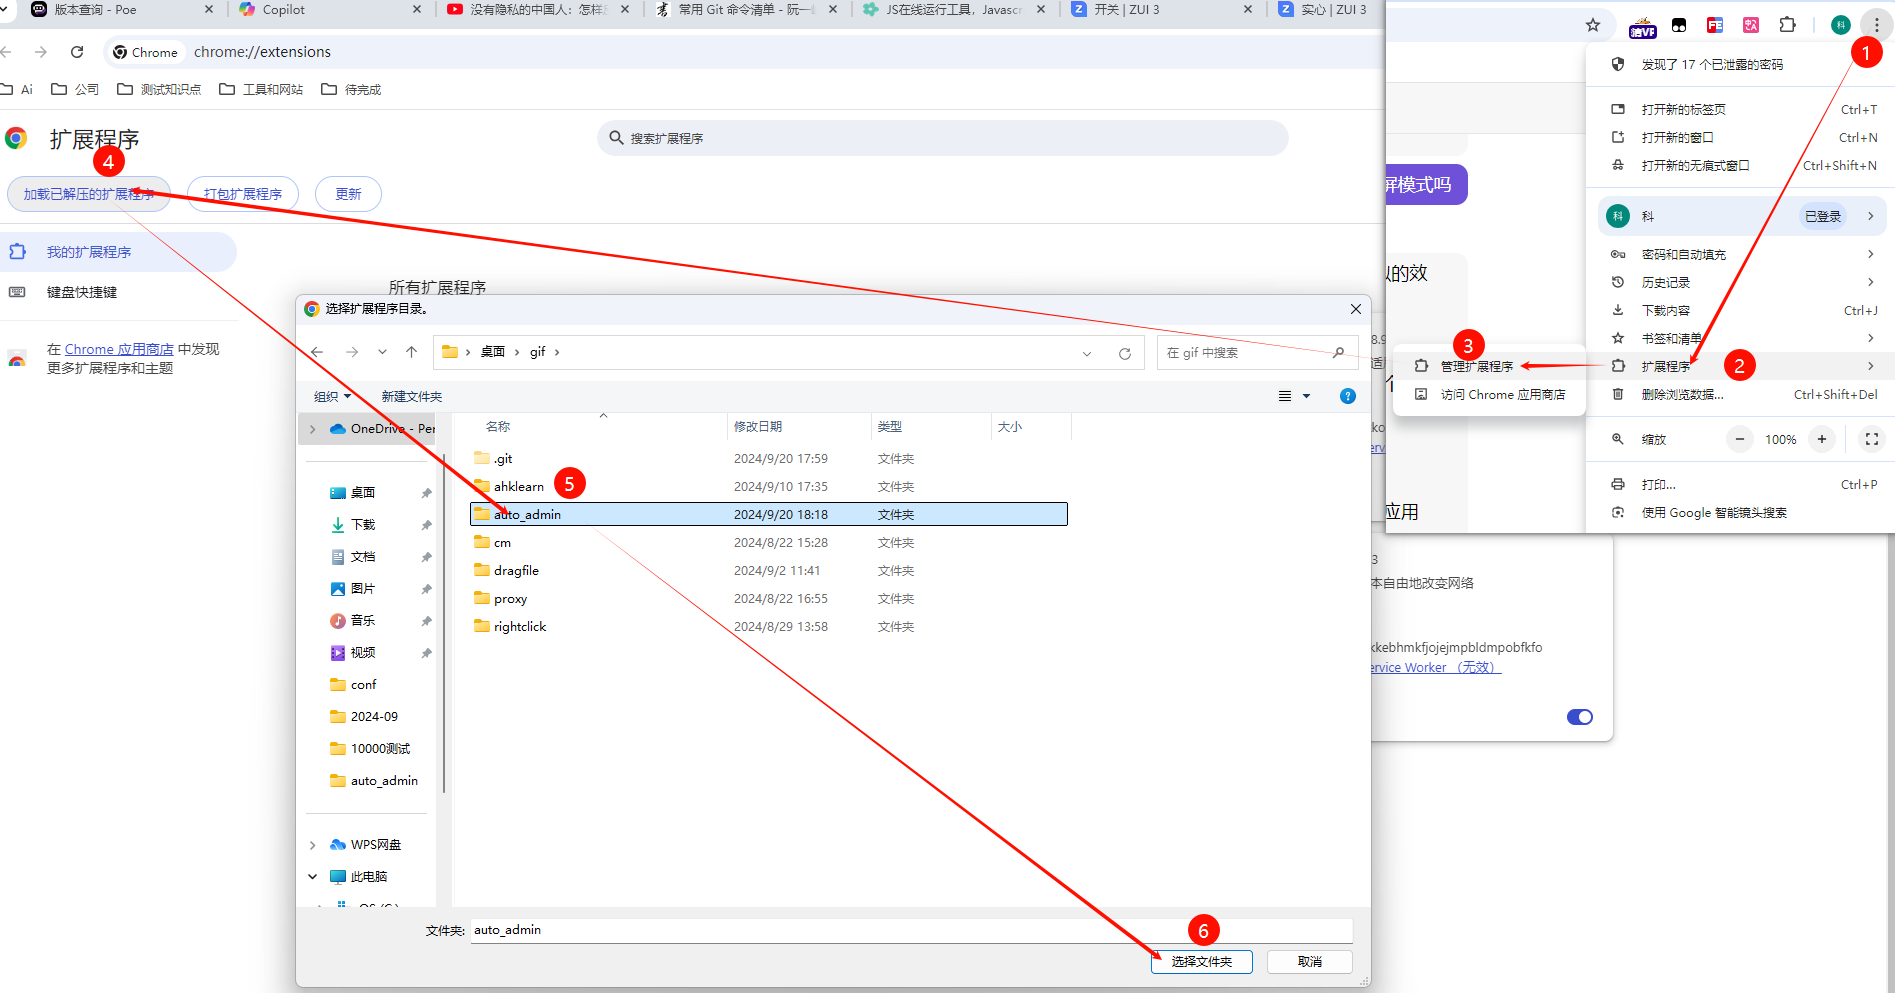 版本查询 - Poe
Copilot
没有隐私的中国人：怎样
常用 Git 命令清单 - 阮一
JS在线运行工具，Javascr
开关 | ZUI 3
实心 | ZUI 3
Chrome
chrome://extensions
Ai
公司
测试知识点
工具和网站
待完成
扩展程序
搜索扩展程序
4
加载已解压的扩展程序
打包扩展程序
更新
我的扩展程序
键盘快捷键
在 Chrome 应用商店 中发现
更多扩展程序和主题
所有扩展程序
选择扩展程序目录。
桌面
gif
在 gif 中搜索
组织
新建文件夹
OneDrive - Per
名称
修改日期
类型
大小
.git
2024/9/20 17:59
文件夹
ahklearn
5
2024/9/10 17:35
文件夹
auto_admin
2024/9/20 18:18
文件夹
cm
2024/8/22 15:28
文件夹
dragfile
2024/9/2 11:41
文件夹
proxy
2024/8/22 16:55
文件夹
rightclick
2024/8/29 13:58
文件夹
桌面
下载
文档
图片
音乐
视频
conf
2024-09
10000测试
auto_admin
WPS网盘
此电脑
文件夹:
auto_admin
6
选择文件夹
取消
1
发现了 17 个已泄露的密码
打开新的标签页
Ctrl+T
打开新的窗口
Ctrl+N
打开新的无痕式窗口
Ctrl+Shift+N
科
科
已登录
密码和自动填充
历史记录
下载内容
Ctrl+J
书签和清单
扩展程序
2
删除浏览数据...
Ctrl+Shift+Del
缩放
100%
打印...
Ctrl+P
使用 Google 智能镜头搜索
3
管理扩展程序
访问 Chrome 应用商店
屏模式吗
的效
应用
3
本自由地改变网络
kkebhmkfjojejmpbldmpobfkfo
ervice Worker （无效）